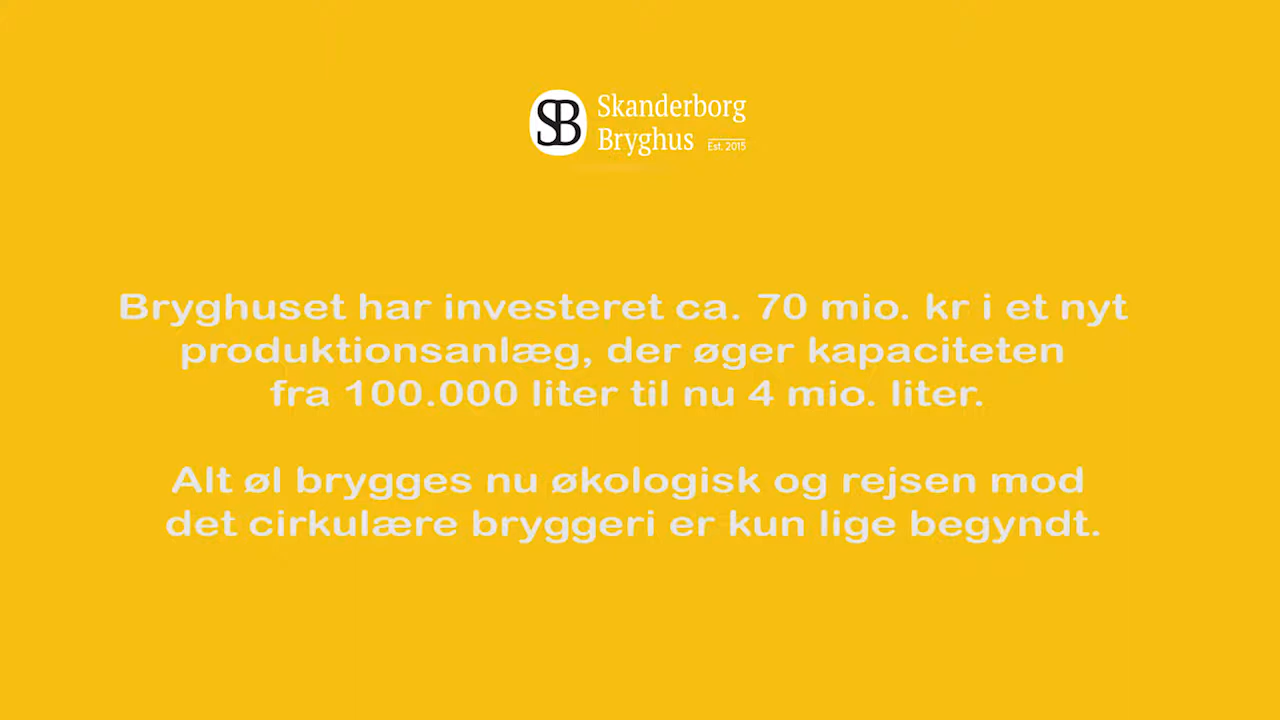 SB
Skanderborg
Bryghus Est. 2015
Bryghuset har investeret ca. 70 mio. kr i et nyt
produktionsanlæg, der øger kapaciteten
fra 100.000 liter til nu 4 mio. liter.
Alt øl brygges nu økologisk og rejsen mod
det cirkulære bryggeri er kun lige begyndt.